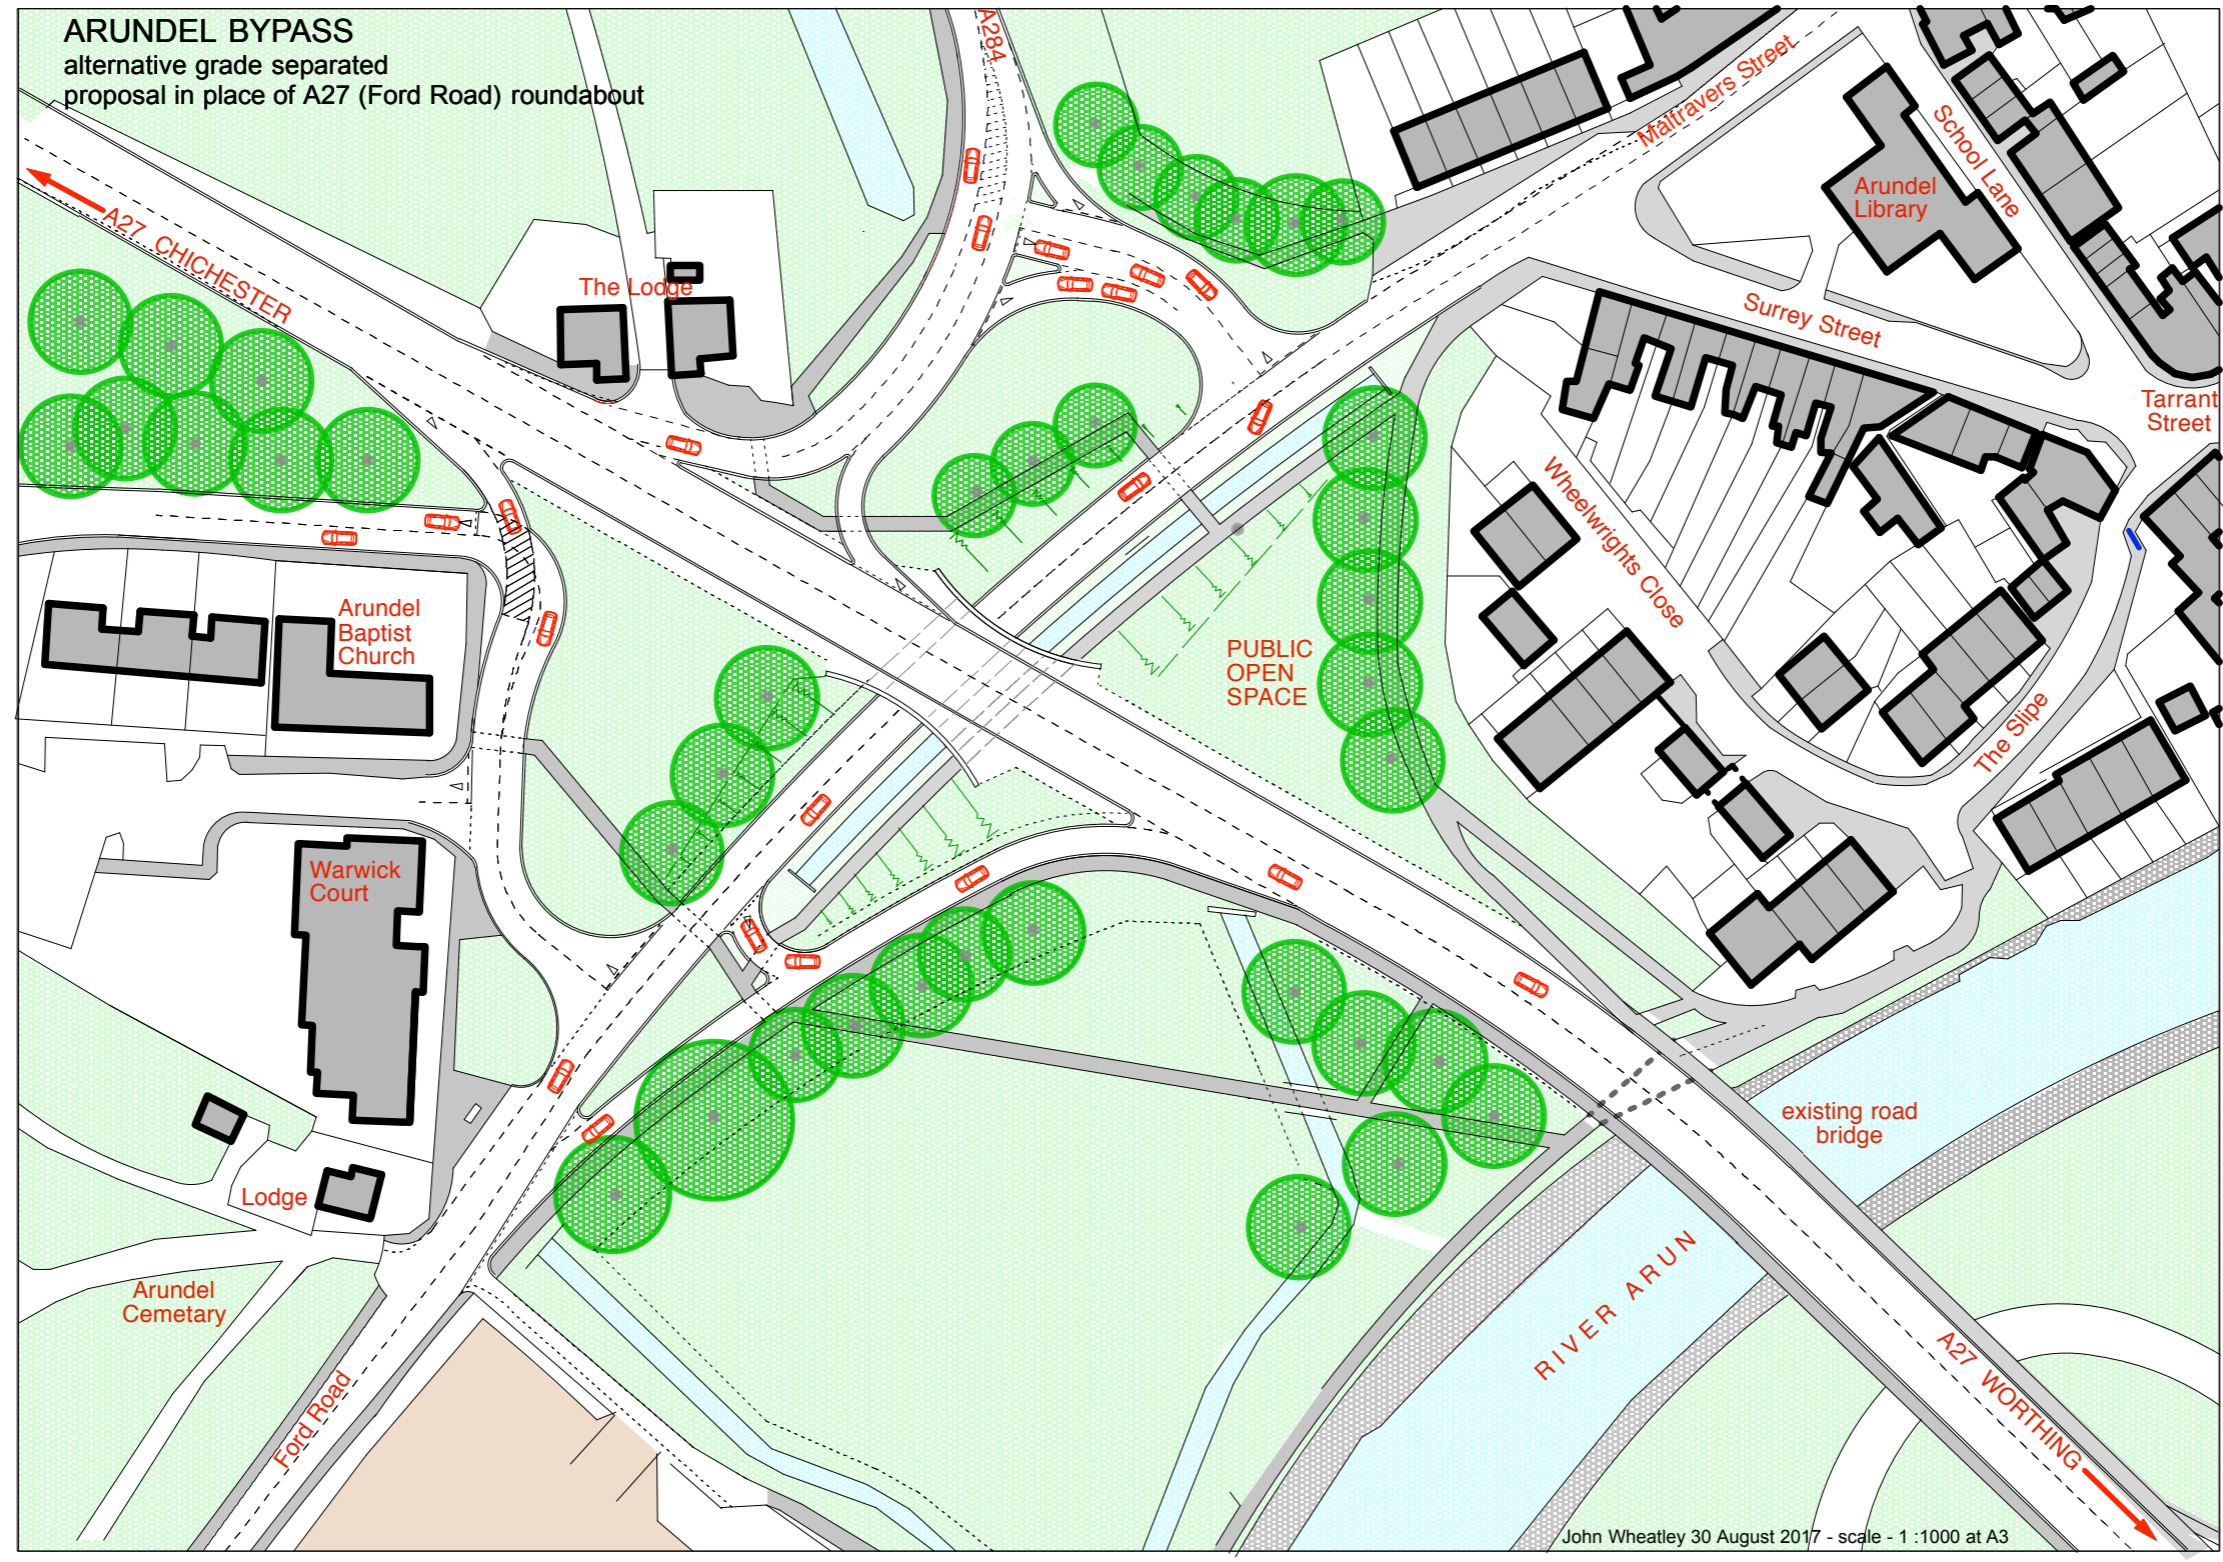 ARUNDEL BYPASS
alternative grade separated
proposal in place of A27 (Ford Road) roundabout
A284
Maltravers Street
School Lane
Arundel
Library
A27 CHICHESTER
The Lodge
Surrey Street
Tarrant
Street
Wheelwrights Close
Arundel
Baptist
Church
PUBLIC
OPEN
SPACE
The Slipe
Warwick
Court
existing road
bridge
Lodge
RIVER ARUN
Arundel
Cemetary
Ford Road
A27 WORTHING
John Wheatley 30 August 2017 - scale - 1 :1000 at A3